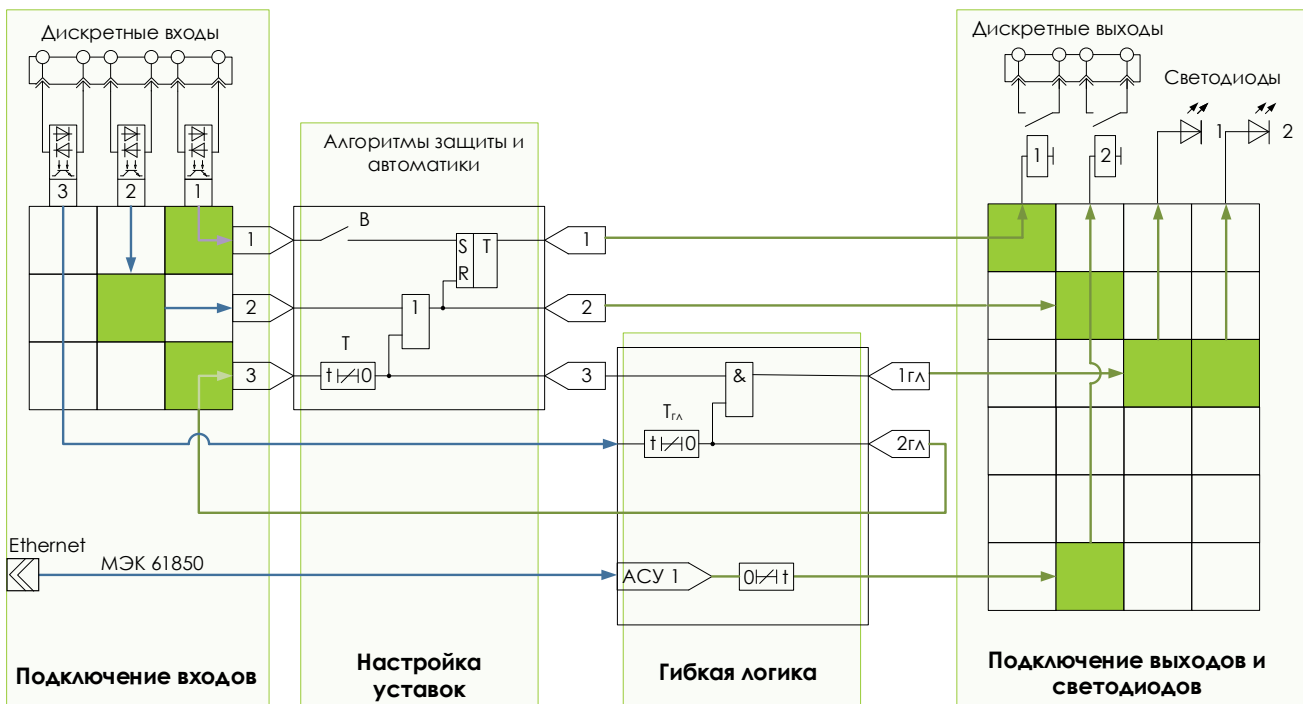 Дискретные входы
3
2
1
1
2
3
Алгоритмы защиты и
автоматики
В
S
T
R
1
T
t
0
1
2
3
&
Tгл
t
0
1гл
2гл
Ethernet
МЭК 61850
АСУ 1
0
t
Дискретные выходы
Светодиоды
1
2
1
2
Подключение входов
Настройка
уставок
Гибкая логика
Подключение выходов и
светодиодов